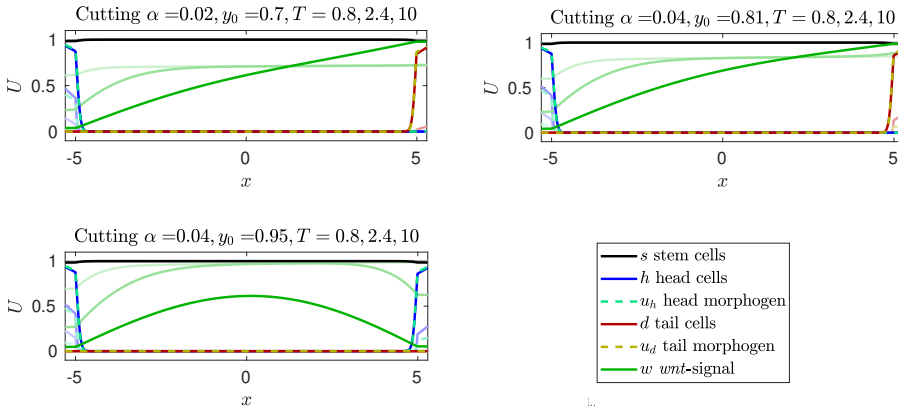 Cutting α =0.02, y₀ =0.7, T = 0.8, 2.4, 10
1
0.5
0
U
-5
0
5
x
Cutting α =0.04, y₀ =0.81, T = 0.8, 2.4, 10
1
0.5
0
U
-5
0
5
x
Cutting α =0.04, y₀ =0.95, T = 0.8, 2.4, 10
1
0.5
0
U
-5
0
5
x
s stem cells
h head cells
uₕ head morphogen
d tail cells
u_d tail morphogen
w wnt-signal